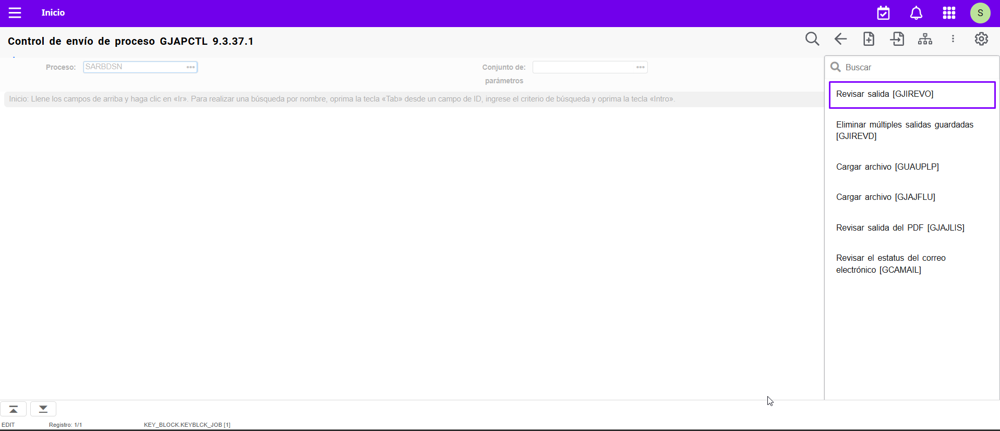 Inicio
S
Control de envío de proceso GJAPCTL 9.3.37.1
Proceso: SARBDSN
Conjunto de:
parámetros
Inicio: Llene los campos de arriba y haga clic en «Ir». Para realizar una búsqueda por nombre, oprima la tecla «Tab» desde un campo de ID, ingrese el criterio de búsqueda y oprima la tecla «Intro».
Buscar
Revisar salida [GJIREVO]
Eliminar múltiples salidas guardadas
[GJIREVD]
Cargar archivo [GUAUPLP]
Cargar archivo [GJAJFLU]
Revisar salida del PDF [GJAJLIS]
Revisar el estatus del correo
electrónico [GCAMAIL]
EDIT Registro: 1/1 KEY_BLOCK.KEYBLCK_JOB [1]